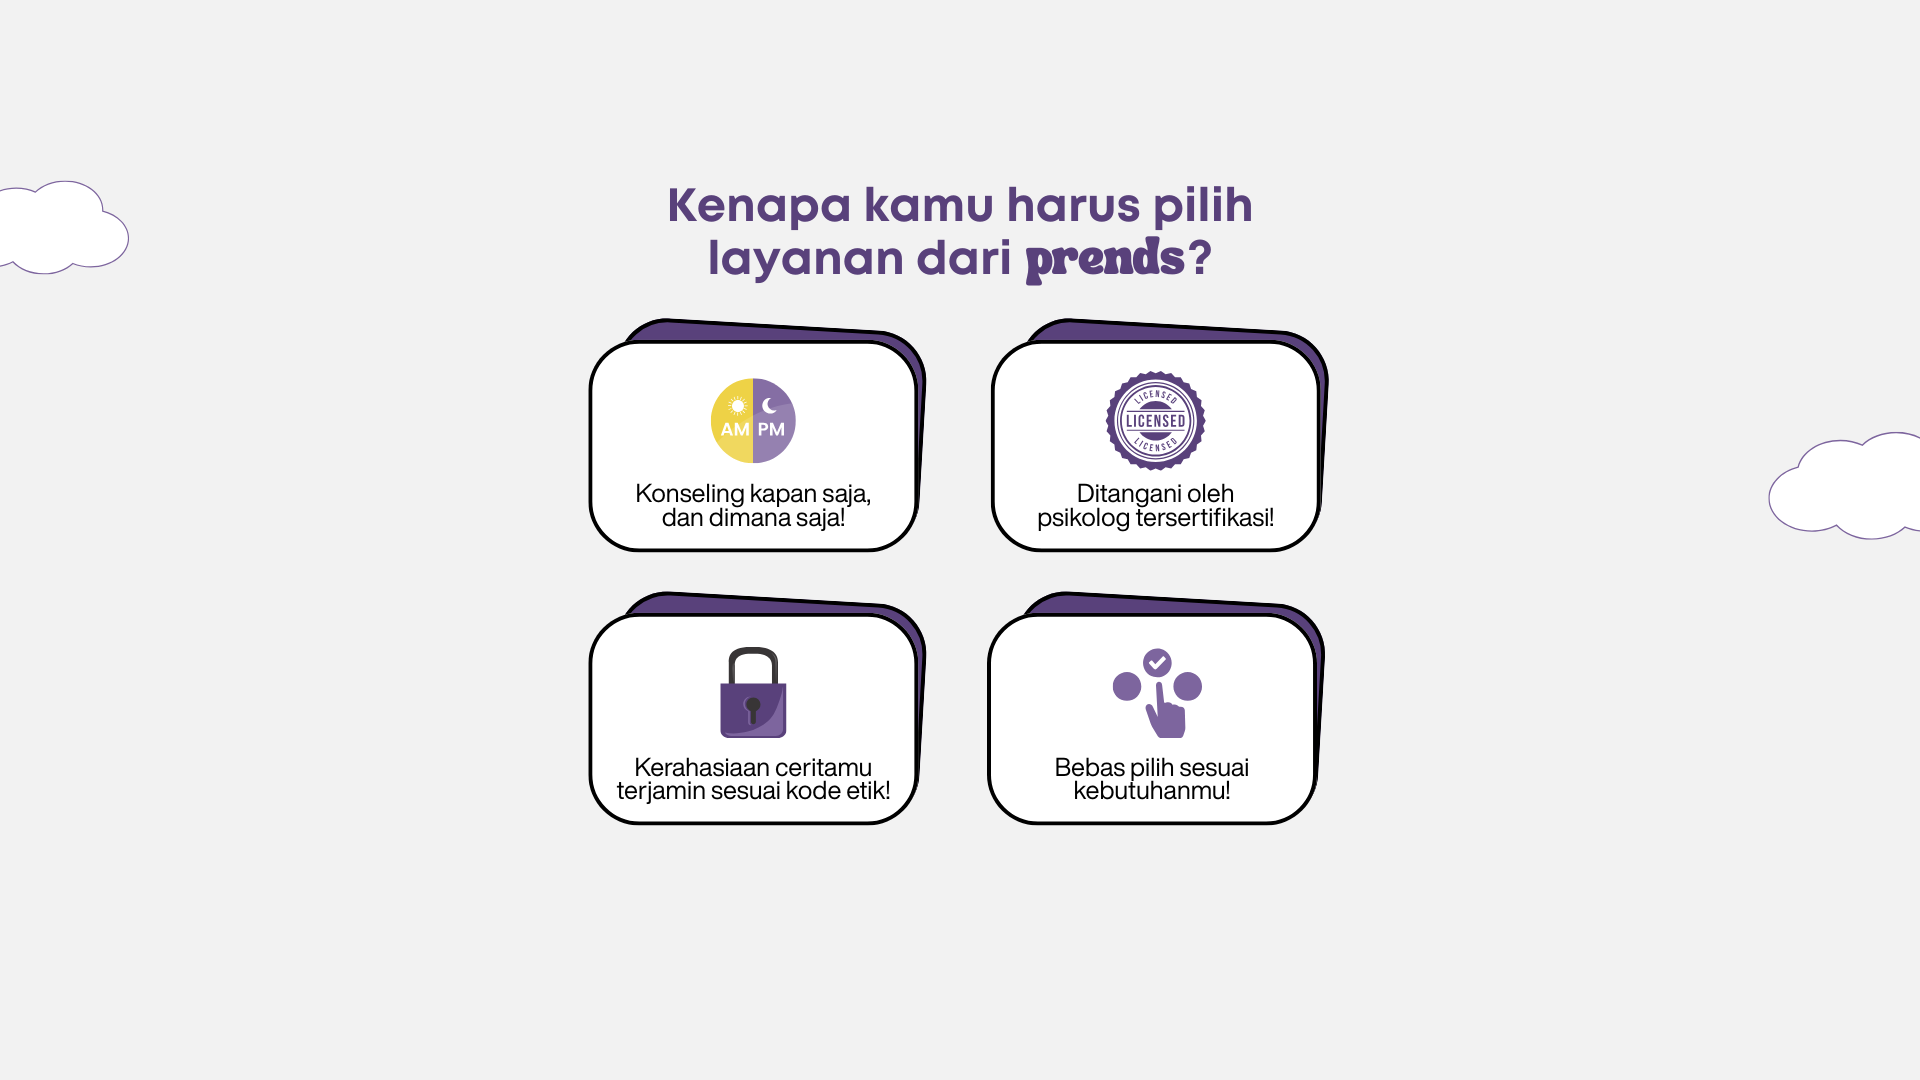 Kenapa kamu harus pilih
layanan dari prends?
AM PM
Konseling kapan saja,
dan dimana saja!
LICENSED
LICENSED
LICENSED
Ditangani oleh
psikolog tersertifikasi!
Kerahasiaan ceritamu
terjamin sesuai kode etik!
Bebas pilih sesuai
kebutuhanmu!